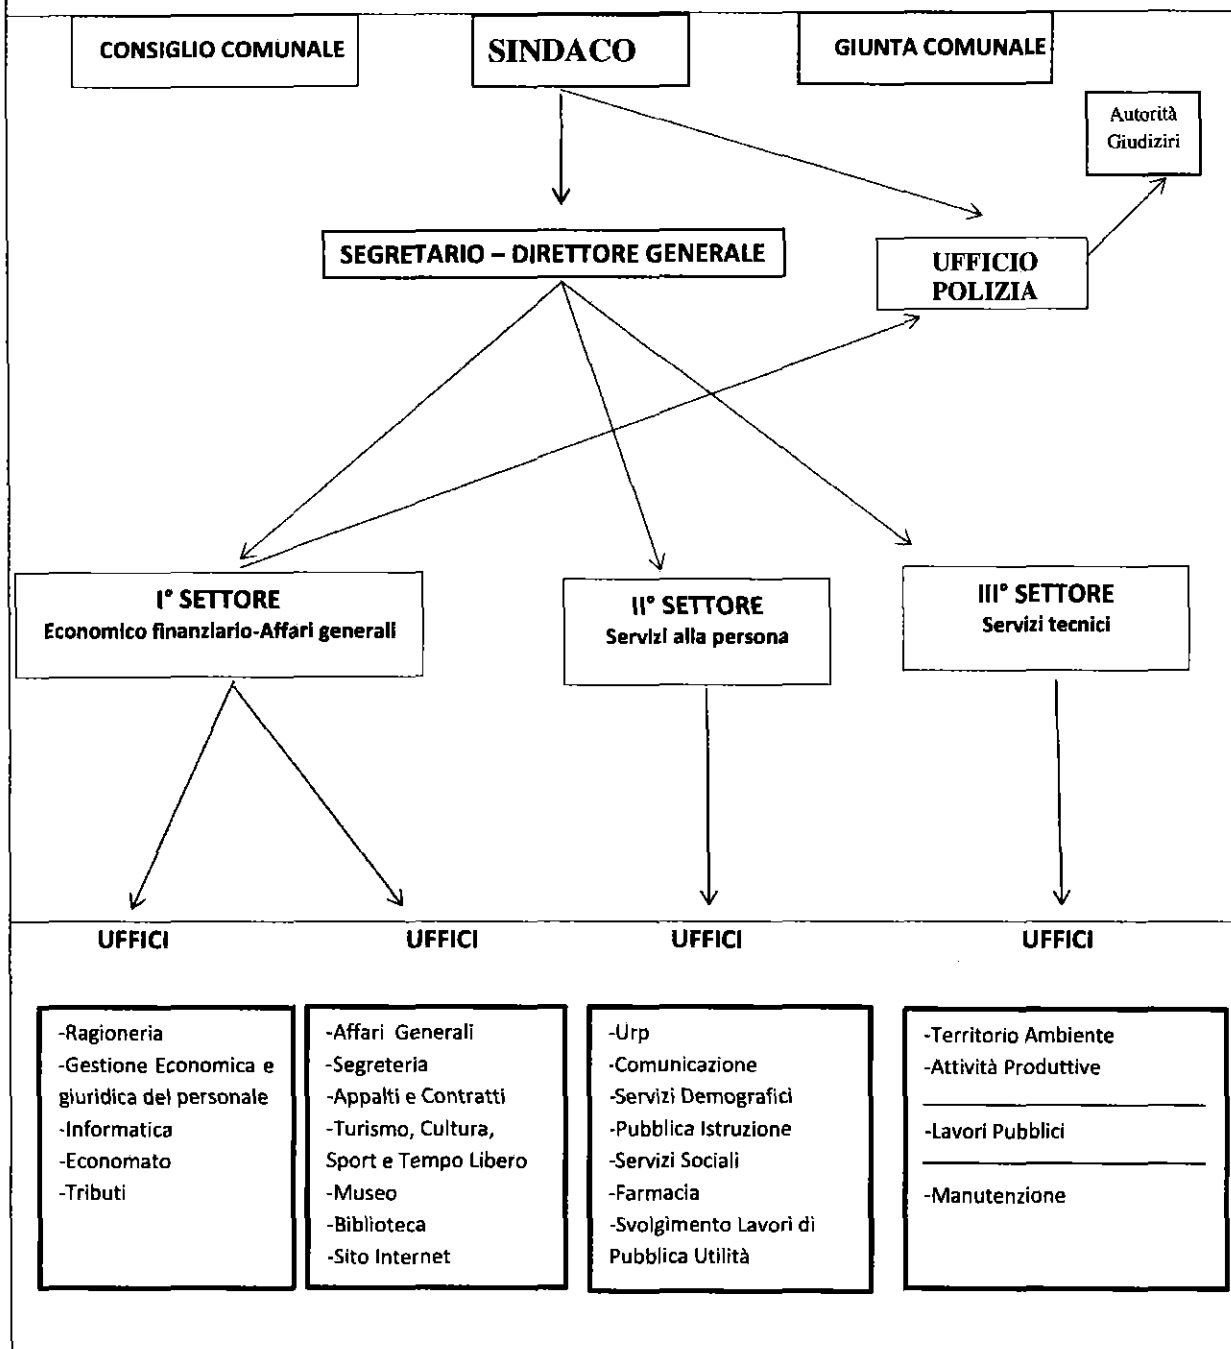 CONSIGLIO COMUNALE
SINDACO
GIUNTA COMUNALE
Autorità
Giudiziri
SEGRETARIO – DIRETTORE GENERALE
UFFICIO
POLIZIA
I° SETTORE
Economico finanziario-Affari generali
II° SETTORE
Servizi alla persona
III° SETTORE
Servizi tecnici
UFFICI
UFFICI
UFFICI
UFFICI
-Ragioneria
-Gestione Economica e
giuridica del personale
-Informatica
-Economato
-Tributi
-Affari Generali
-Segreteria
-Appalti e Contratti
-Turismo, Cultura,
Sport e Tempo Libero
-Museo
-Biblioteca
-Sito Internet
-Urp
-Comunicazione
-Servizi Demografici
-Pubblica Istruzione
-Servizi Sociali
-Farmacia
-Svolgimento Lavori di
Pubblica Utilità
-Territorio Ambiente
-Attività Produttive
-Lavori Pubblici
-Manutenzione